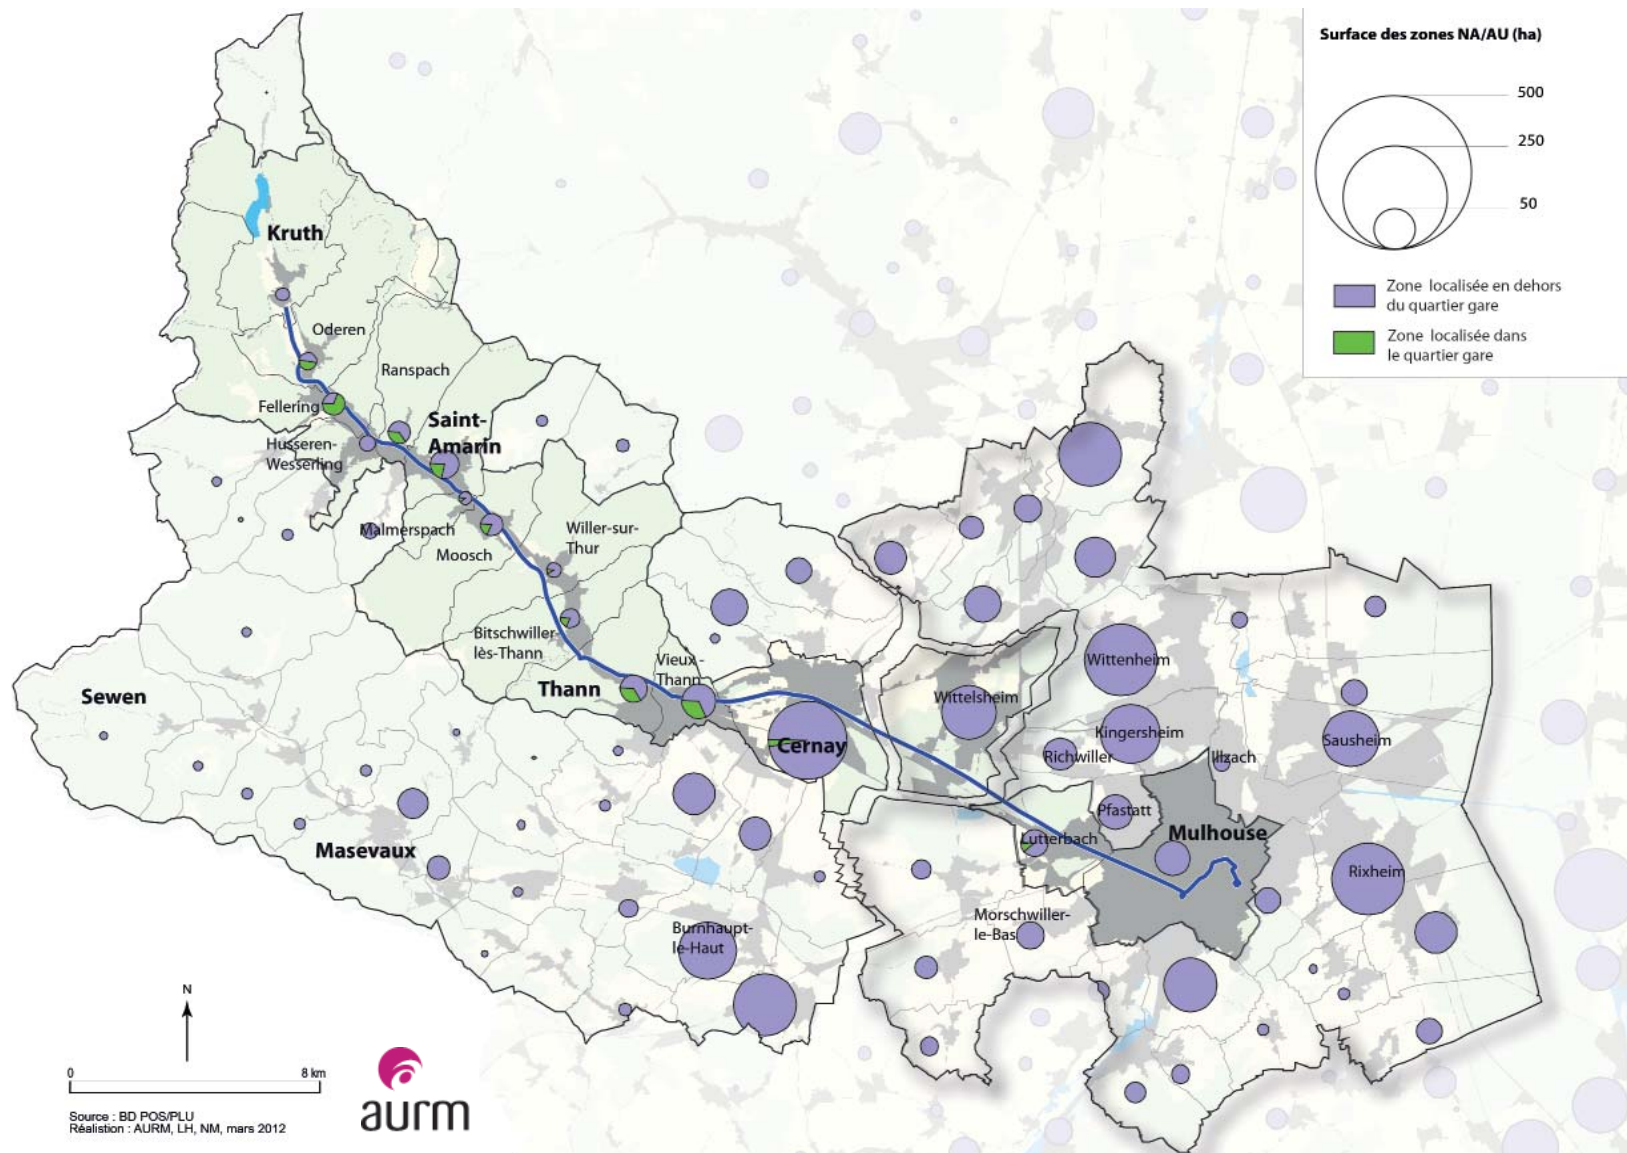 Surface des zones NA/AU (ha)
500
250
50
Zone localisée en dehors
du quartier gare
Zone localisée dans
le quartier gare
Kruth
Oderen
Ranspach
Fellering
Saint-
Amarin
Husseren-
Wesserling
Malmerspach
Moosch
Willer-sur-
Thur
Bitschwiller-
lès-Thann
Vieux-
Thann
Thann
Sewen
Cernay
Wittelsheim
Wittenheim
Kingersheim
Richwiller
Illzach
Sausheim
Pfastatt
Lutterbach
Mulhouse
Rixheim
Masevaux
Morschwiller-
le-Bas
Burnhaupt-
le-Haut
N
0 8 km
Source : BD POS/PLU
Réalistion : AURM, LH, NM, mars 2012
aurm